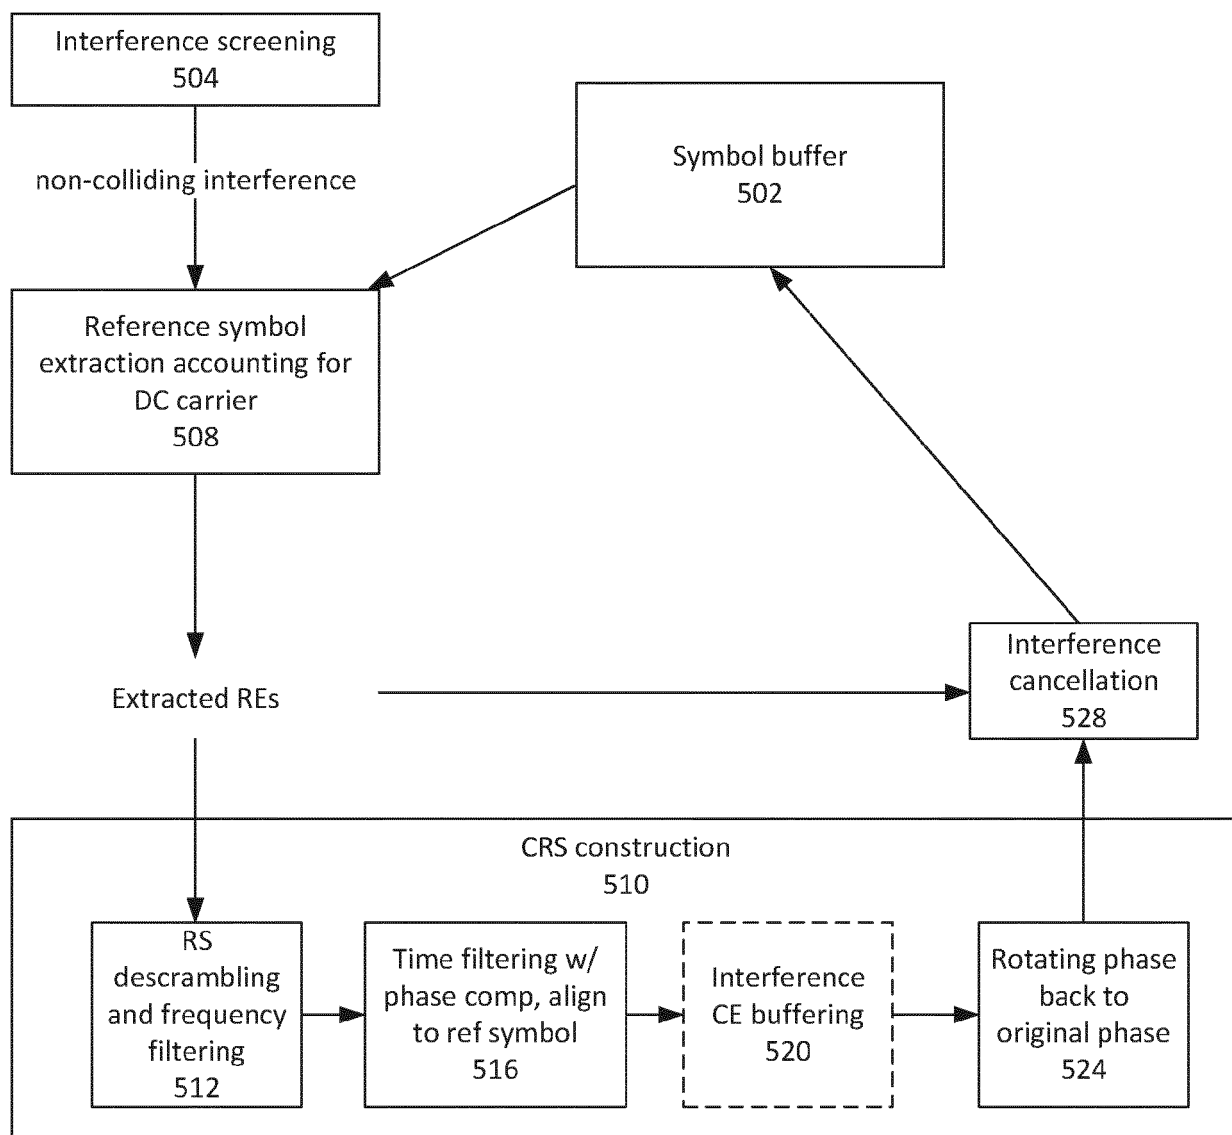 Interference screening
504
non-colliding interference
Symbol buffer
502
Reference symbol
extraction accounting for
DC carrier
508
Extracted REs
Interference
cancellation
528
CRS construction
510
RS
descrambling
and frequency
filtering
512
Time filtering w/
phase comp, align
to ref symbol
516
Interference
CE buffering
520
Rotating phase
back to
original phase
524